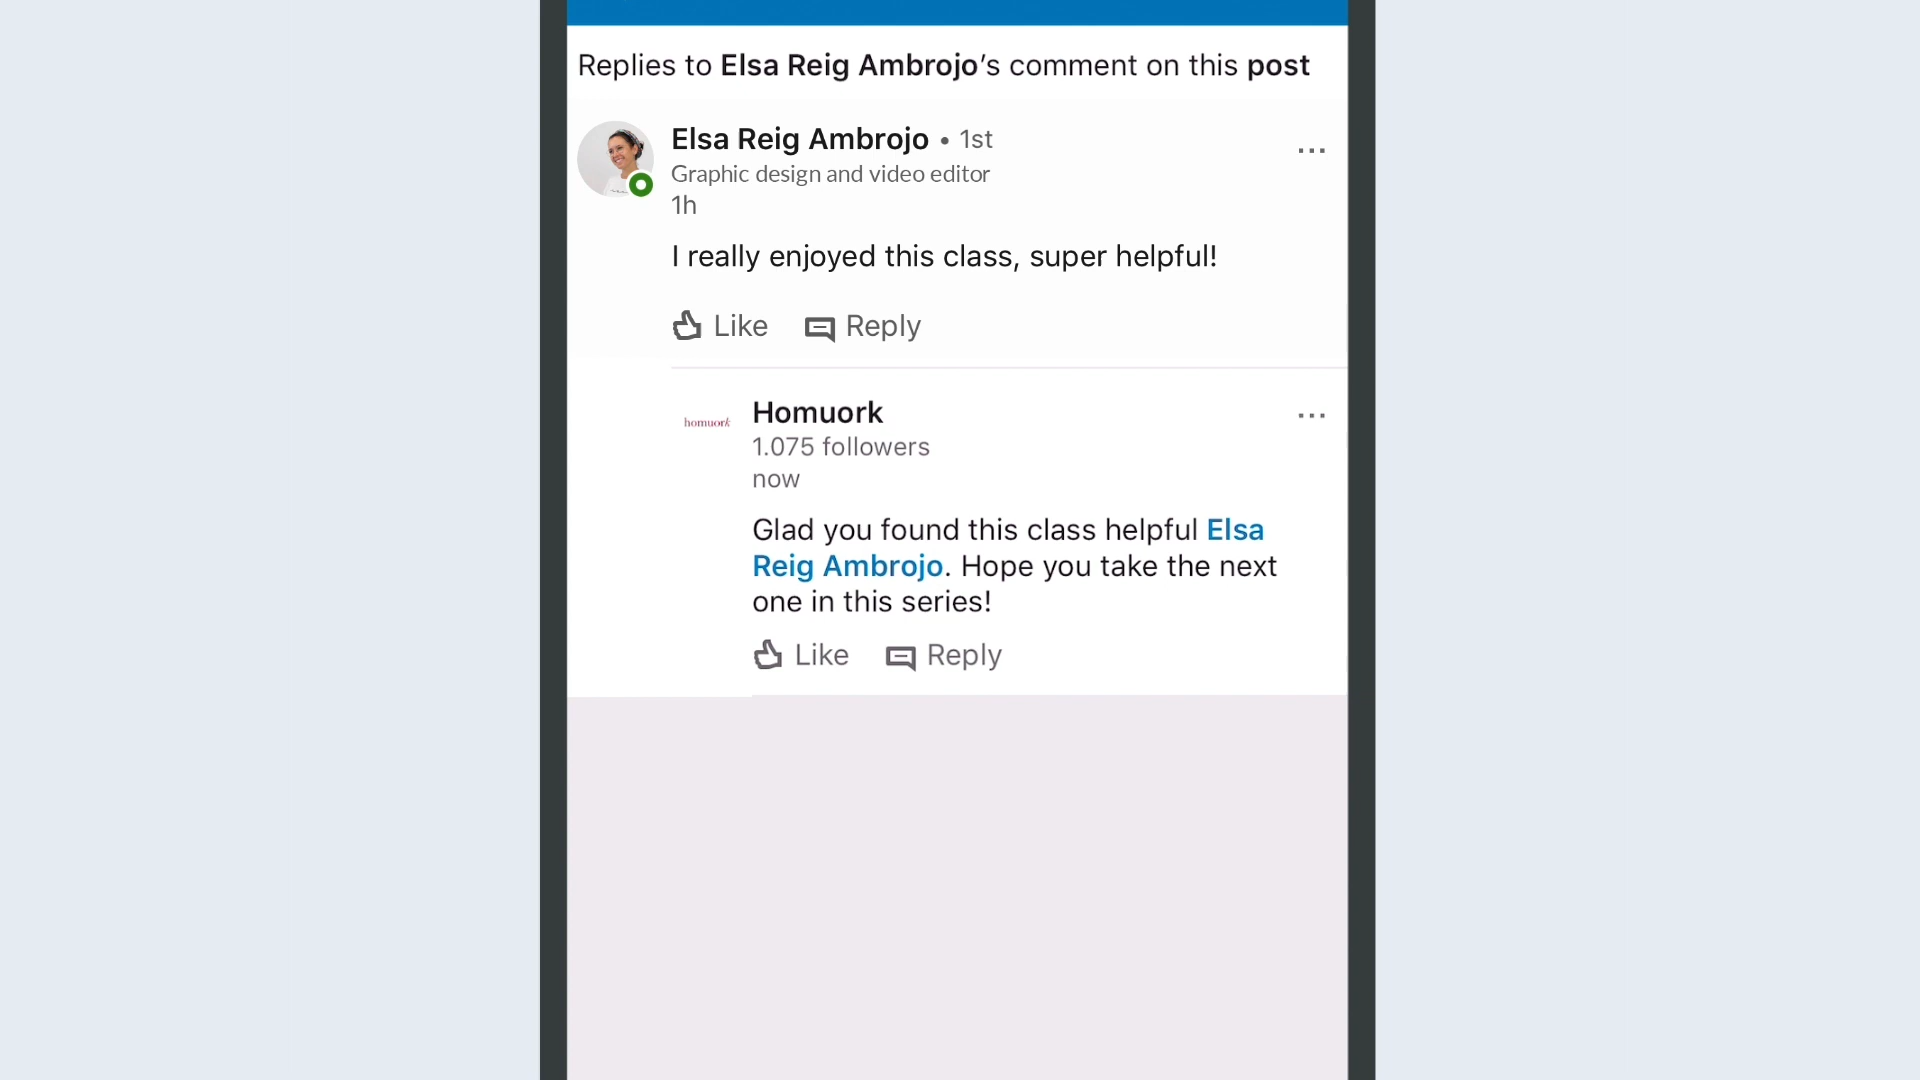 Replies to Elsa Reig Ambrojo’s comment on this post
Elsa Reig Ambrojo • 1st
Graphic design and video editor
1h
I really enjoyed this class, super helpful!
Like Reply
homuork
Homuork
1.075 followers
now
Glad you found this class helpful Elsa
Reig Ambrojo. Hope you take the next
one in this series!
Like Reply